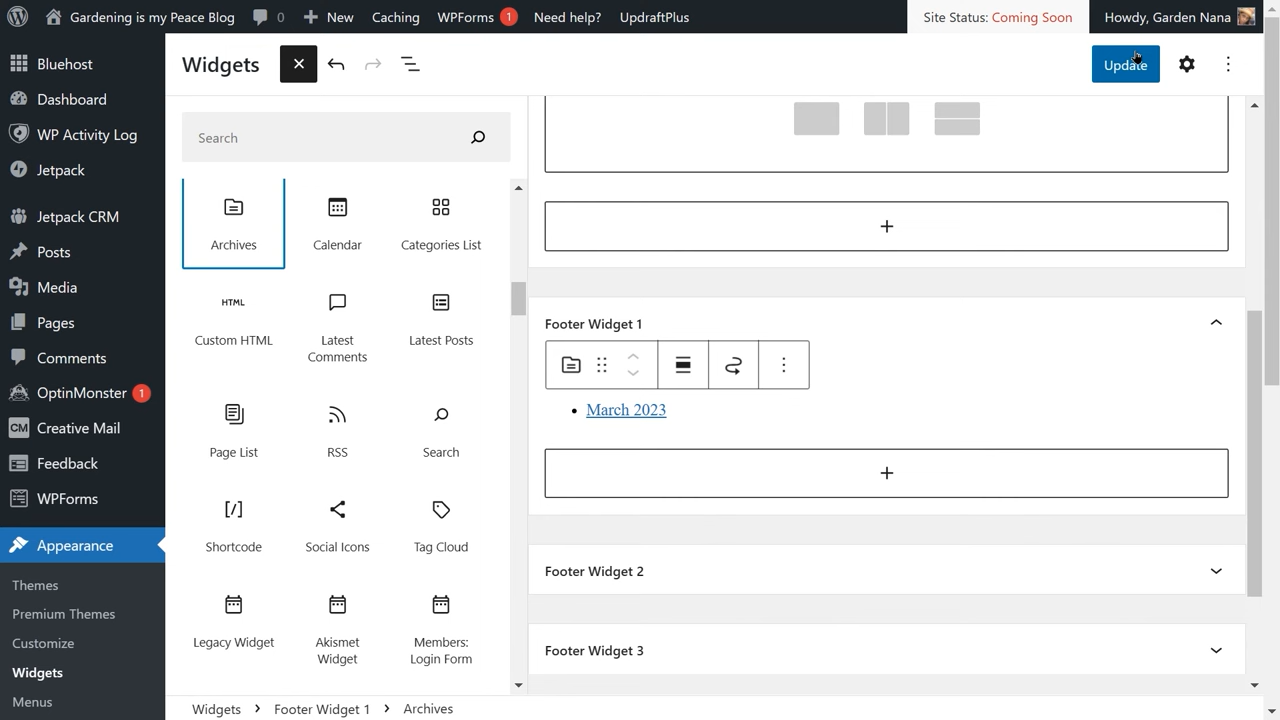 Gardening is my Peace Blog
0
New
Caching
WPForms 1
Need help?
UpdraftPlus
Site Status: Coming Soon
Howdy, Garden Nana
Bluehost
Dashboard
WP Activity Log
Jetpack
Jetpack CRM
Posts
Media
Pages
Comments
OptinMonster 1
CM Creative Mail
Feedback
WPForms
Appearance
Themes
Premium Themes
Customize
Widgets
Menus
Widgets
Update
Search
Archives
Calendar
Categories List
HTML
Custom HTML
Latest
Comments
Latest Posts
Page List
RSS
Search
[/]
Shortcode
Social Icons
Tag Cloud
Legacy Widget
Akismet
Widget
Members:
Login Form
Footer Widget 1
March 2023
Footer Widget 2
Footer Widget 3
Widgets > Footer Widget 1 > Archives